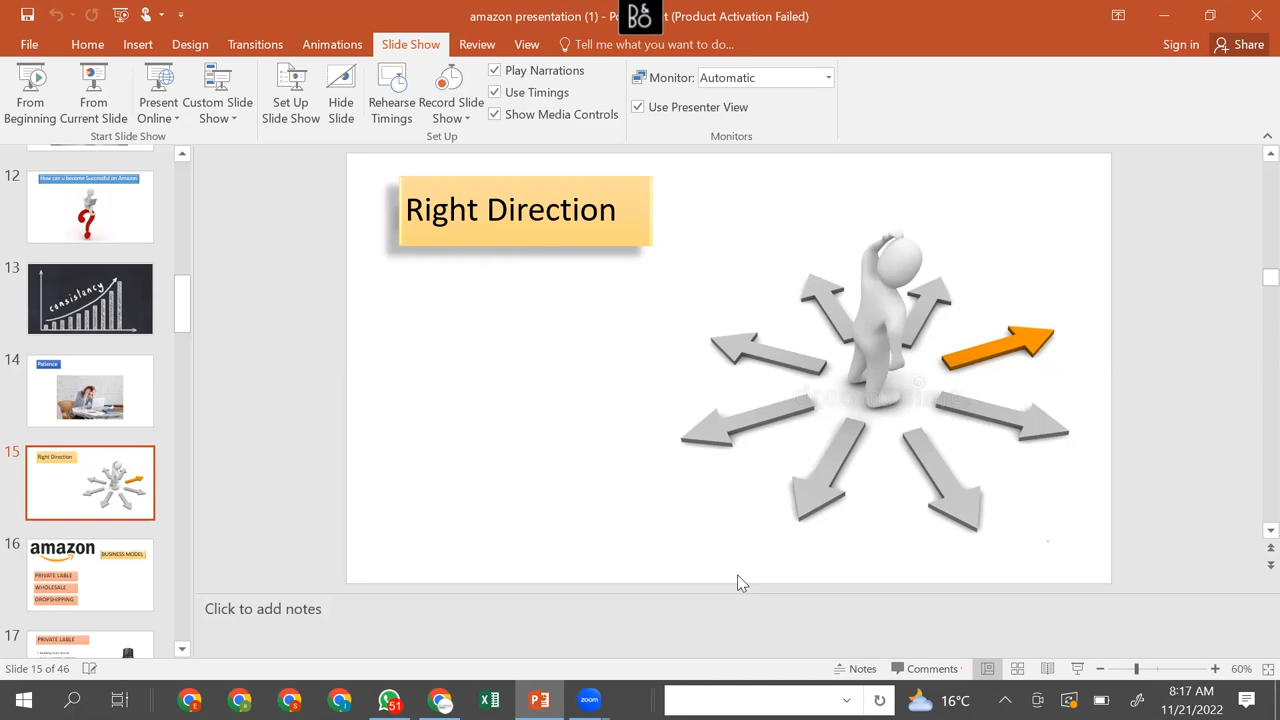 amazon presentation (1) - Po
et (Product Activation Failed)
B&O
File
Home
Insert
Design
Transitions
Animations
Slide Show
Review
View
Tell me what you want to do...
Sign in
Share
From Beginning
From Current Slide
Present Online
Custom Slide Show
Set Up Slide Show
Hide Slide
Rehearse Timings
Record Slide Show
Play Narrations
Use Timings
Show Media Controls
Monitor: Automatic
Use Presenter View
Start Slide Show
Set Up
Monitors
12
How can u become Successful on Amazon
13
consistancy
14
Patience
15
Right Direction
16
amazon
BUSINESS MODEL
PRIVATE LABLE
WHOLESALE
DROPSHIPPING
17
PRIVATE LABLE
Right Direction
Click to add notes
Slide 15 of 46
Notes
Comments
60%
51
zoom
16°C
8:17 AM
11/21/2022